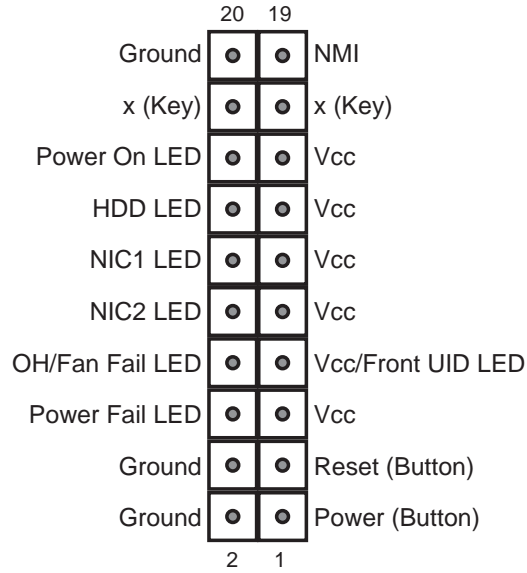 20 19
Ground NMI
x (Key) x (Key)
Power On LED Vcc
HDD LED Vcc
NIC1 LED Vcc
NIC2 LED Vcc
OH/Fan Fail LED Vcc/Front UID LED
Power Fail LED Vcc
Ground Reset (Button)
Ground Power (Button)
2 1